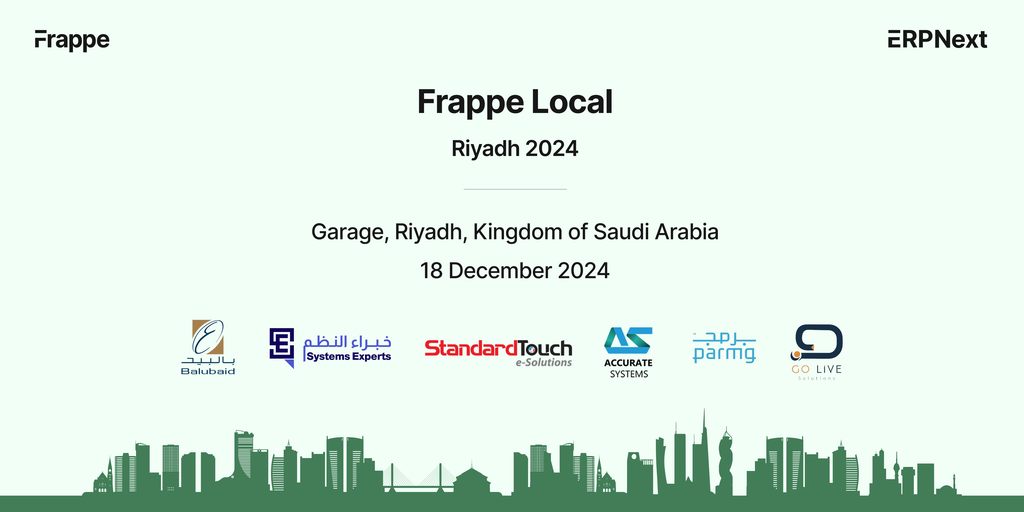 Frappe
ERPNext
Frappe Local
Riyadh 2024
Garage, Riyadh, Kingdom of Saudi Arabia
18 December 2024
بالبيد
Balubaid
خبراء النظم
Systems Experts
StandardTouch
e-Solutions
ACCURATE
SYSTEMS
برمج
parmg
GO LIVE
Solutions